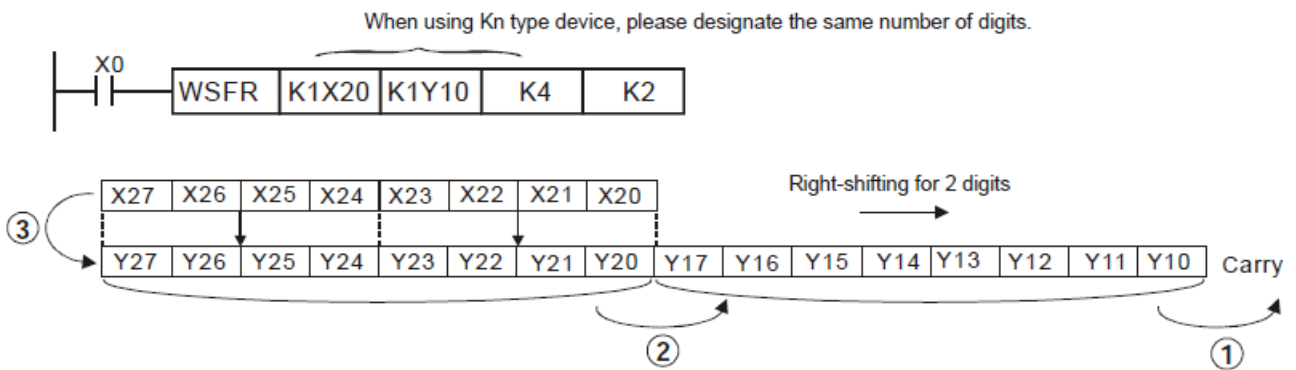 When using Kn type device, please designate the same number of digits.
X0
WSFR K1X20 K1Y10 K4 K2
X27 X26 X25 X24 X23 X22 X21 X20
Right-shifting for 2 digits
3
Y27 Y26 Y25 Y24 Y23 Y22 Y21 Y20 Y17 Y16 Y15 Y14 Y13 Y12 Y11 Y10 Carry
2 1